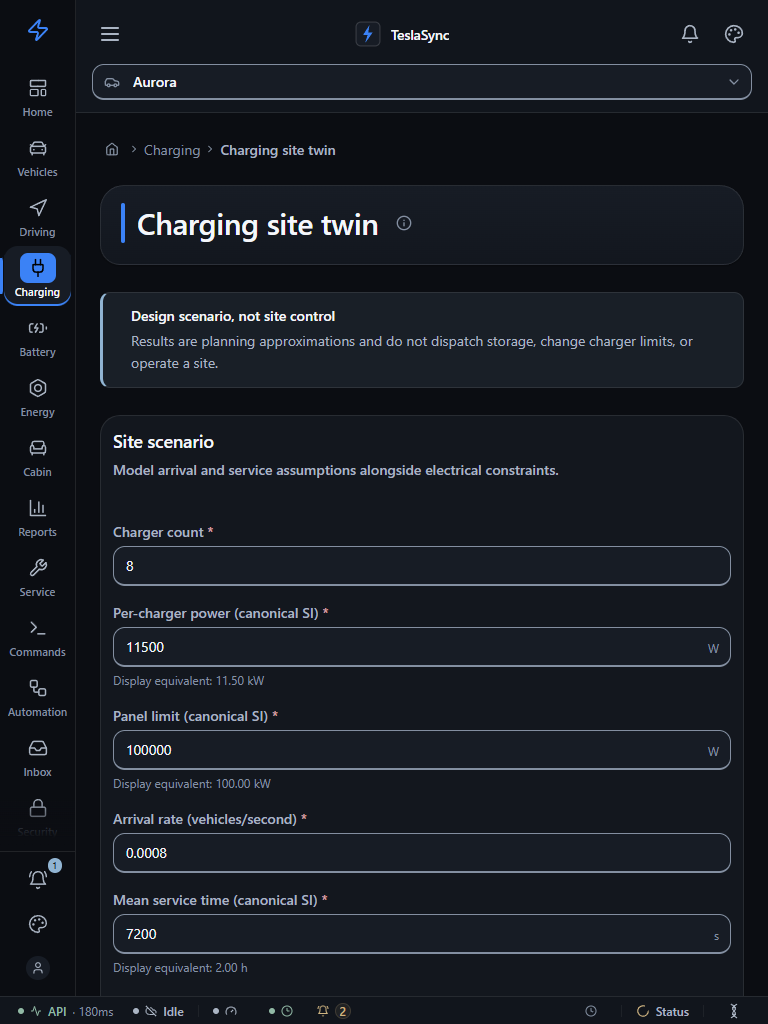 TeslaSync
Aurora
Home
Vehicles
Driving
Charging
Battery
Energy
Cabin
Reports
Service
Commands
Automation
Inbox
Security
1
Charging
Charging site twin
Charging site twin
Design scenario, not site control
Results are planning approximations and do not dispatch storage, change charger limits, or
operate a site.
Site scenario
Model arrival and service assumptions alongside electrical constraints.
Charger count *
8
Per-charger power (canonical SI) *
11500 W
Display equivalent: 11.50 kW
Panel limit (canonical SI) *
100000 W
Display equivalent: 100.00 kW
Arrival rate (vehicles/second) *
0.0008
Mean service time (canonical SI) *
7200 s
Display equivalent: 2.00 h
API · 180ms Idle 2 Status